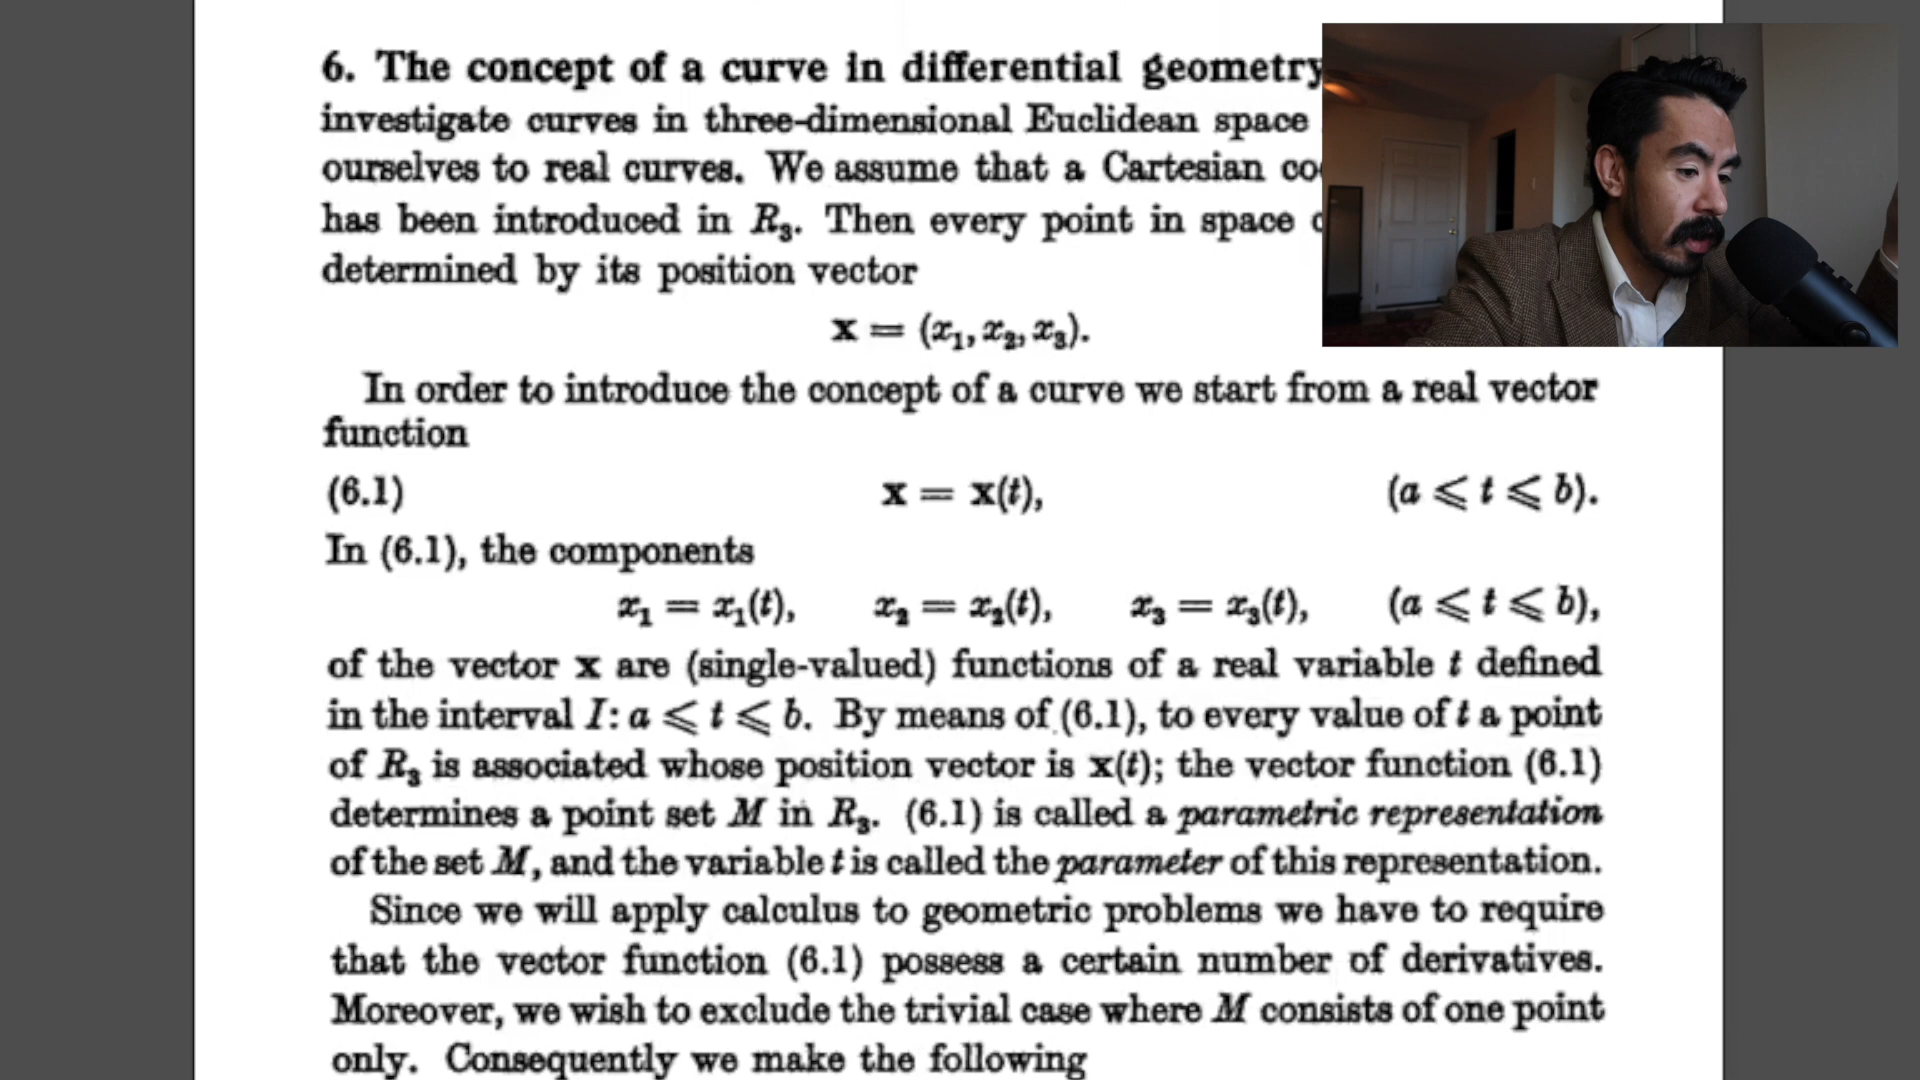 6. The concept of a curve in differential geometry
investigate curves in three-dimensional Euclidean space
ourselves to real curves. We assume that a Cartesian
has been introduced in R₃. Then every point in space
determined by its position vector
x = (x₁, x₂, x₃).
In order to introduce the concept of a curve we start from a real vector
function
(6.1) x = x(t), (a ⩽ t ⩽ b).
In (6.1), the components
x₁ = x₁(t), x₂ = x₂(t), x₃ = x₃(t), (a ⩽ t ⩽ b),
of the vector x are (single-valued) functions of a real variable t defined
in the interval I: a ⩽ t ⩽ b. By means of (6.1), to every value of t a point
of R₃ is associated whose position vector is x(t); the vector function (6.1)
determines a point set M in R₃. (6.1) is called a parametric representation
of the set M, and the variable t is called the parameter of this representation.
Since we will apply calculus to geometric problems we have to require
that the vector function (6.1) possess a certain number of derivatives.
Moreover, we wish to exclude the trivial case where M consists of one point
only. Consequently we make the following